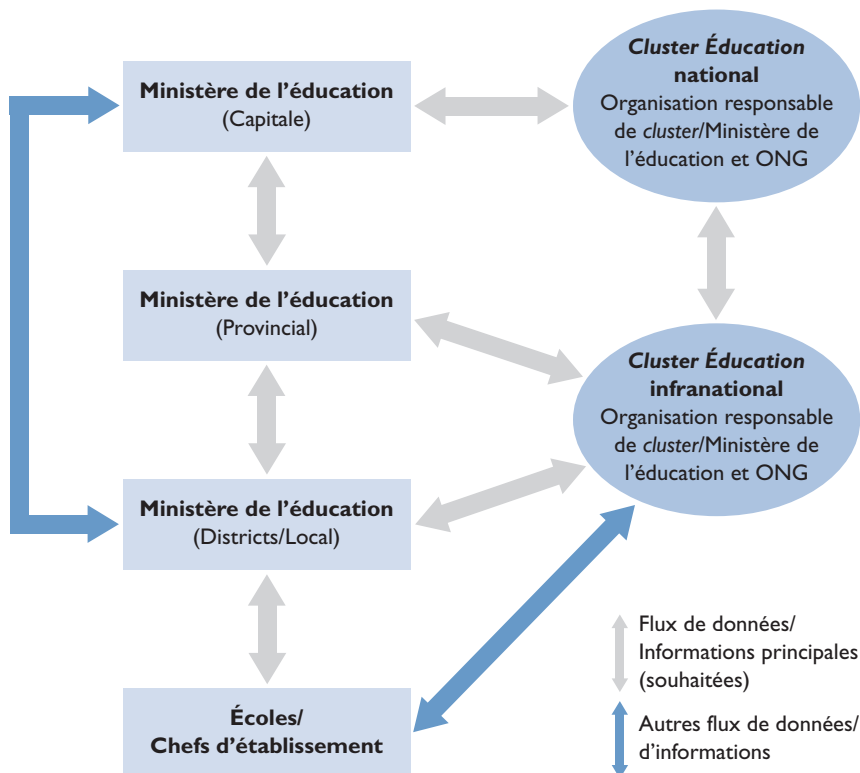 Ministère de l'éducation
(Capitale)
Cluster Éducation
national
Organisation responsable
de cluster/Ministère de
l'éducation et ONG
Ministère de l'éducation
(Provincial)
Cluster Éducation
infranational
Organisation responsable
de cluster/Ministère de
l'éducation et ONG
Ministère de l'éducation
(Districts/Local)
Écoles/
Chefs d'établissement
Flux de données/
Informations principales
(souhaitées)
Autres flux de données/
d'informations